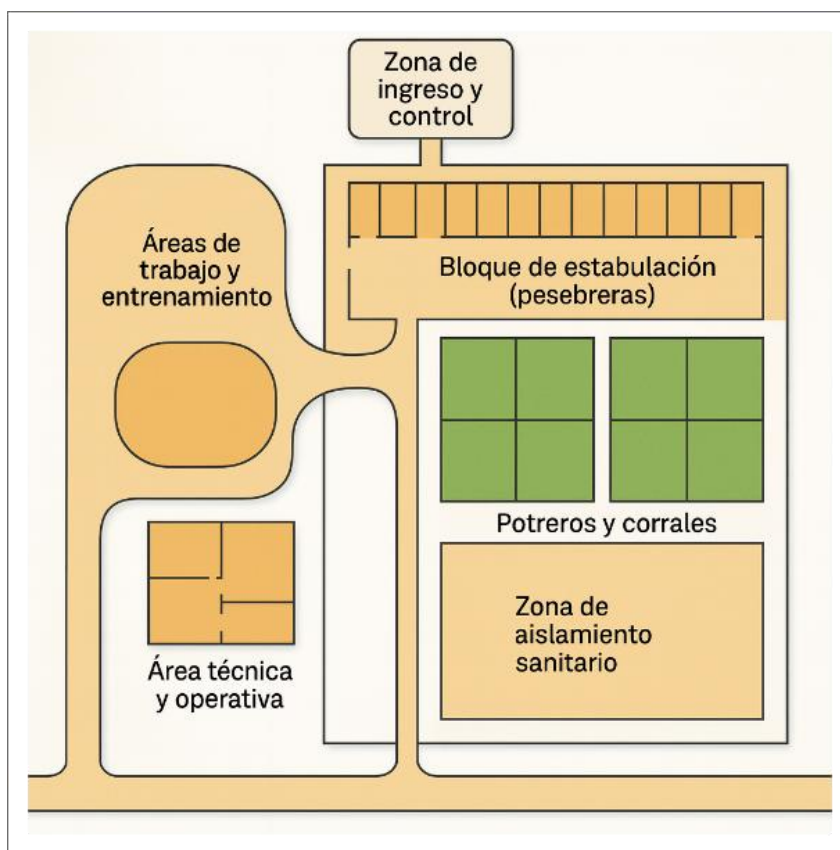 Zona de
ingreso y
control
Áreas de
trabajo y
entrenamiento
Bloque de estabulación
(pesebreras)
Potreros y corrales
Zona de
aislamiento
sanitario
Área técnica
y operativa